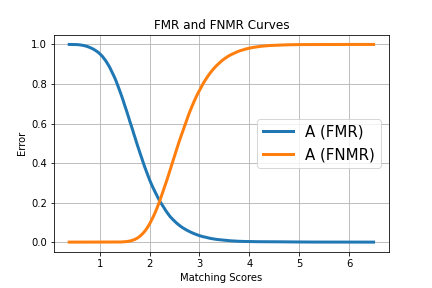 FMR and FNMR Curves
1.0
0.8
0.6
0.4
0.2
0.0
Error
A (FMR)
A (FNMR)
1 2 3 4 5 6
Matching Scores